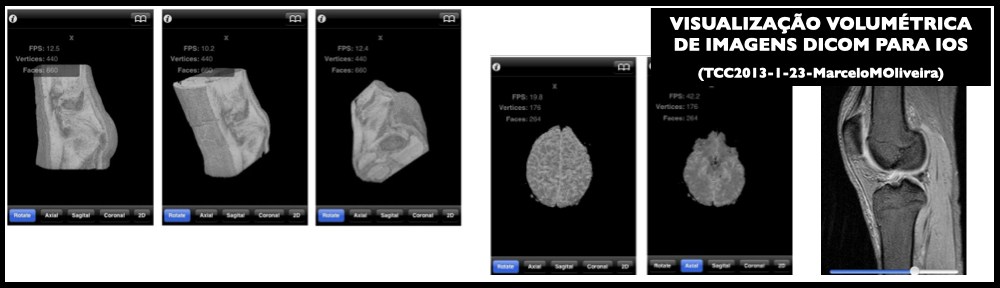 VISUALIZAÇÃO VOLUMÉTRICA
DE IMAGENS DICOM PARA IOS
(TCC2013-1-23-MarceloMOliveira)
X
FPS: 12.5
Vertices: 440
Faces: 660
Rotate Axial Sagital Coronal 2D
X
FPS: 10.2
Vertices: 440
Faces: 660
Rotate Axial Sagital Coronal 2D
X
FPS: 12.4
Vertices: 440
Faces: 660
Rotate Axial Sagital Coronal 2D
X
FPS: 19.8
Vertices: 176
Faces: 264
Rotate Axial Sagital Coronal 2D
FPS: 42.2
Vertices: 176
Faces: 264
Rotate Axial Sagital Coronal 2D